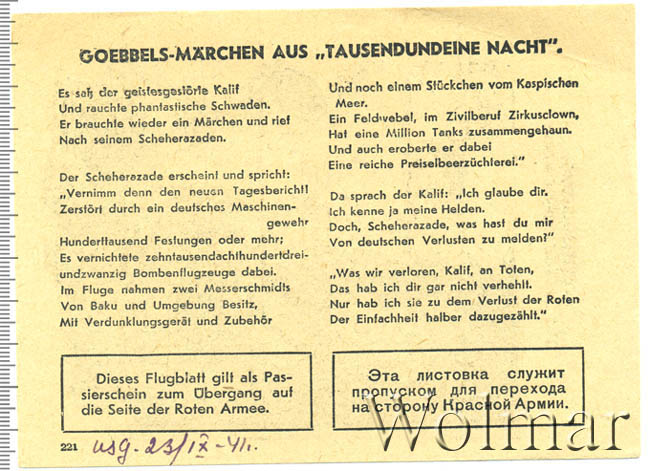 GOEBBELS-MÄRCHEN AUS „TAUSENDUNDEINE NACHT".
Es saß der geistesgestörte Kalif
Und rauchte phantastische Schwaden.
Er brauchte wieder ein Märchen und rief
Nach seinem Scheherazaden.
Der Scheherazade erscheint und spricht:
„Vernimm denn den neuen Tagesbericht!
Zerstört durch ein deutsches Maschinen-
gewehr
Hunderttausend Festungen oder mehr;
Es vernichtete zehntausendachthundertdrei-
undzwanzig Bombenflugzeuge dabei.
Im Fluge nahmen zwei Messerschmidts
Von Baku und Umgebung Besitz,
Mit Verdunklungsgerät und Zubehör
Und noch einem Stückchen vom Kaspischen
Meer.
Ein Feldwebel, im Zivilberuf Zirkusclown,
Hat eine Million Tanks zusammengehaun.
Und auch eroberte er dabei
Eine reiche Preiselbeerzüchterei."
Da sprach der Kalif: „Ich glaube dir.
Ich kenne ja meine Helden.
Doch, Scheherazade, was hast du mir
Von deutschen Verlusten zu melden?"
„Was wir verloren, Kalif, an Toten,
Das hab ich dir gar nicht verhehlt.
Nur hab ich sie zu dem Verlust der Roten
Der Einfachheit halber dazugezählt."
Dieses Flugblatt gilt als Pas-
sierschein zum Übergang auf
die Seite der Roten Armee.
Эта листовка служит
пропуском для перехода
на сторону Красной Армии.
221 изд. 23/IX-41г.
Wolmar